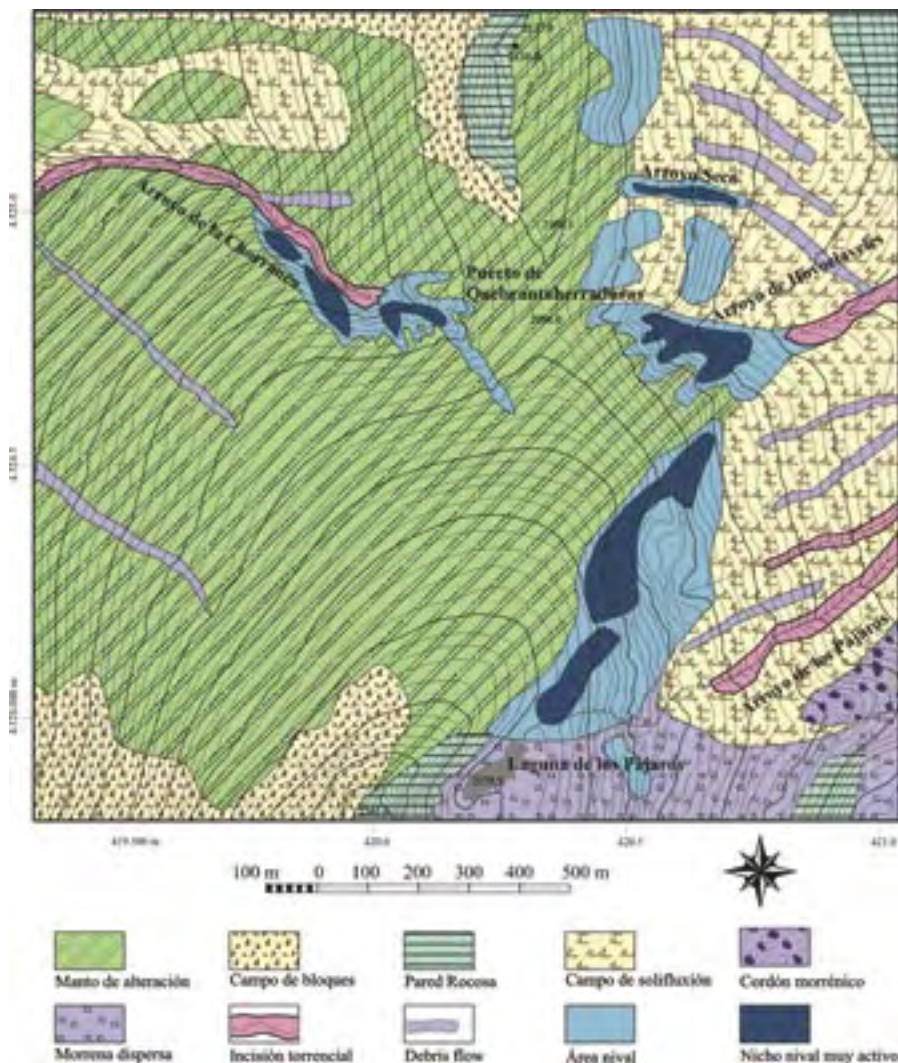 Arroyo Seco
Arroyo de la Chorranca
Puerto de
Quebrantaherraduras
Arroyo de Hoyoclaveles
Arroyo de los Pájaros
Laguna de los Pájaros
100 m 0 100 200 300 400 500 m
Manto de alteración
Campo de bloques
Pared Rocosa
Campo de solifluxión
Cordón morrénico
Morrena dispersa
Incisión torrencial
Debris flow
Área nival
Nicho nival muy activo